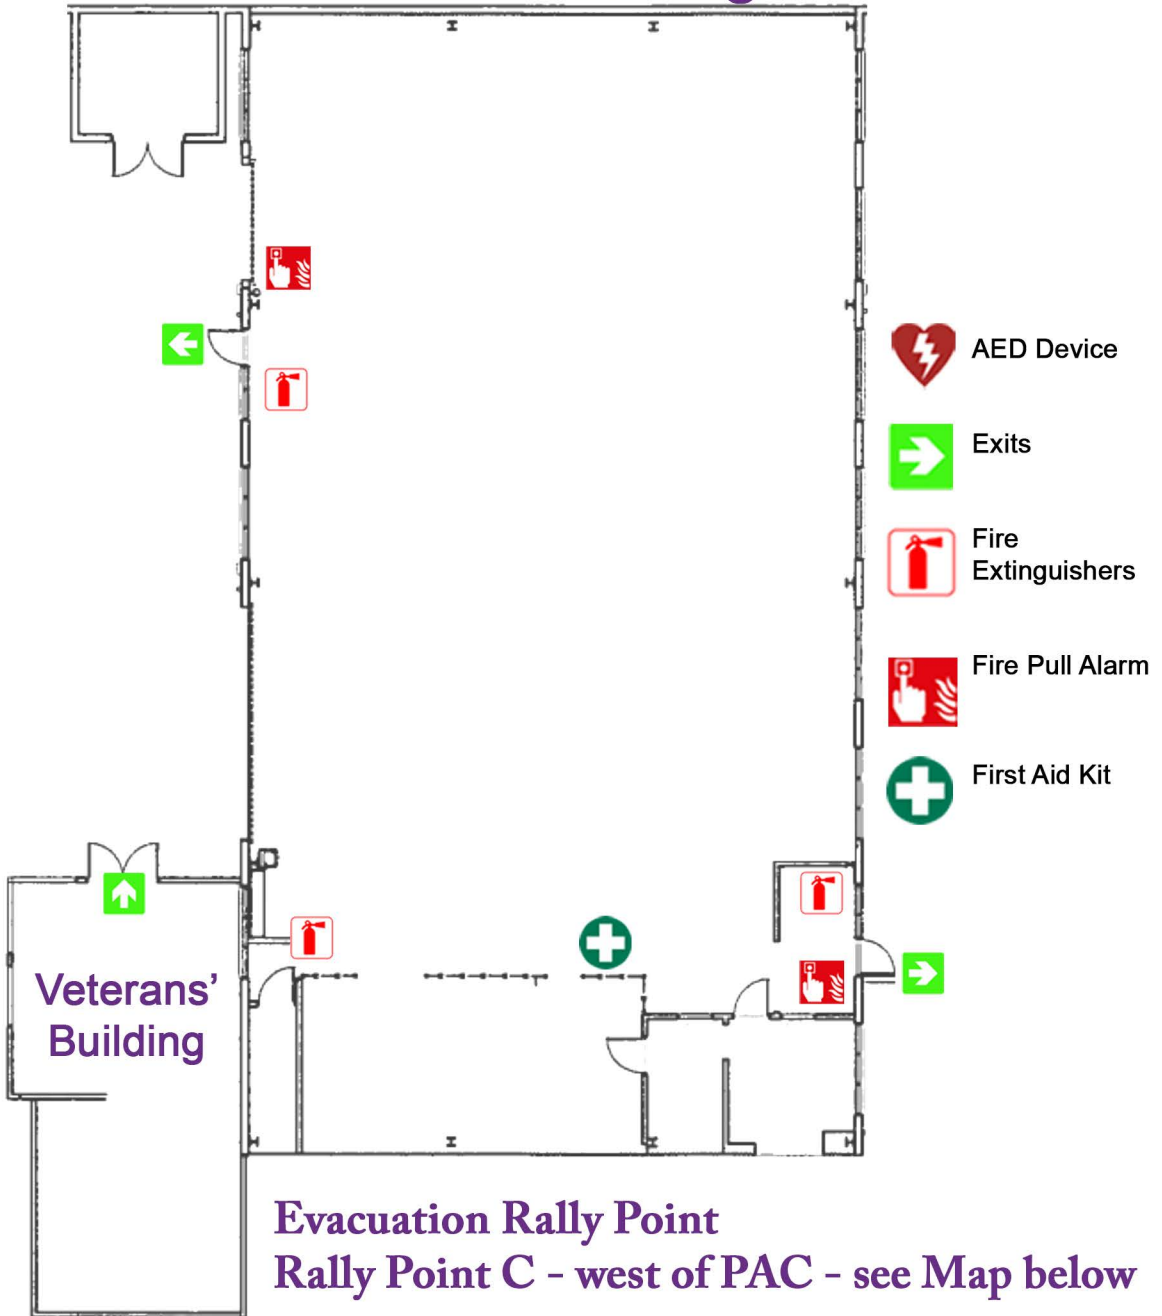 AED Device
Exits
Fire
Extinguishers
Fire Pull Alarm
First Aid Kit
Veterans’
Building
Evacuation Rally Point
Rally Point C - west of PAC - see Map below